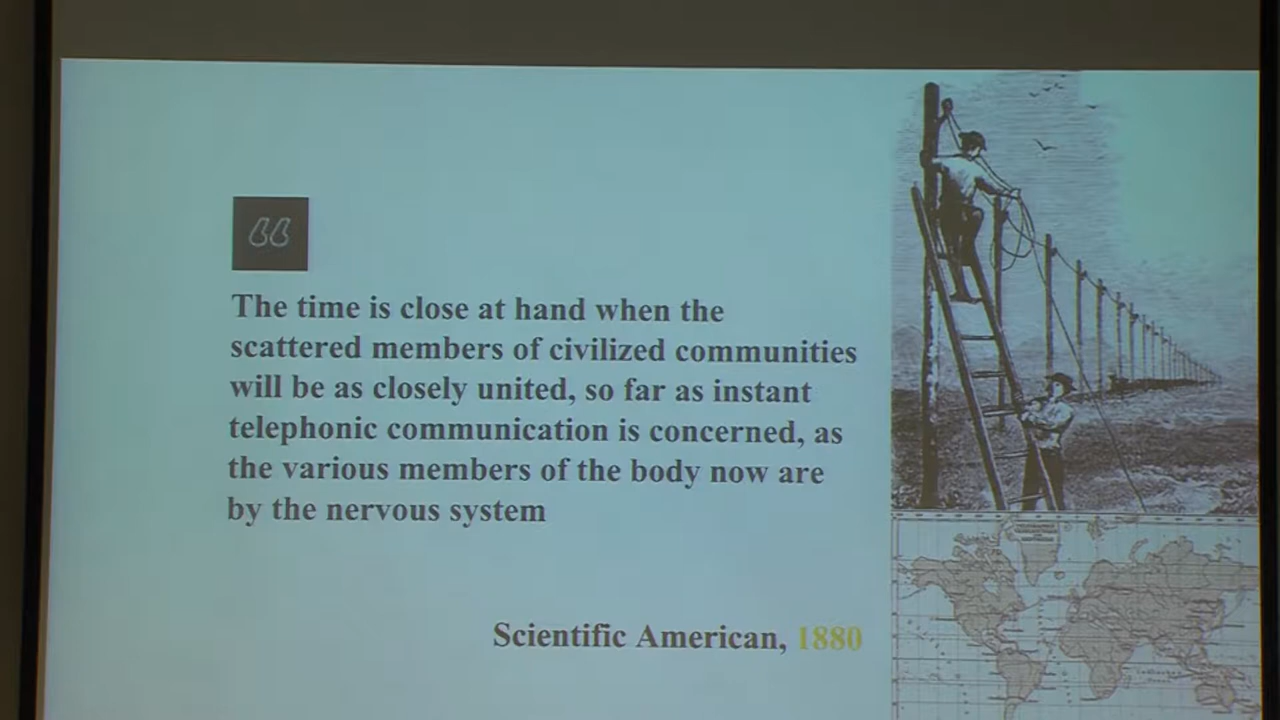 “
The time is close at hand when the
scattered members of civilized communities
will be as closely united, so far as instant
telephonic communication is concerned, as
the various members of the body now are
by the nervous system
Scientific American, 1880